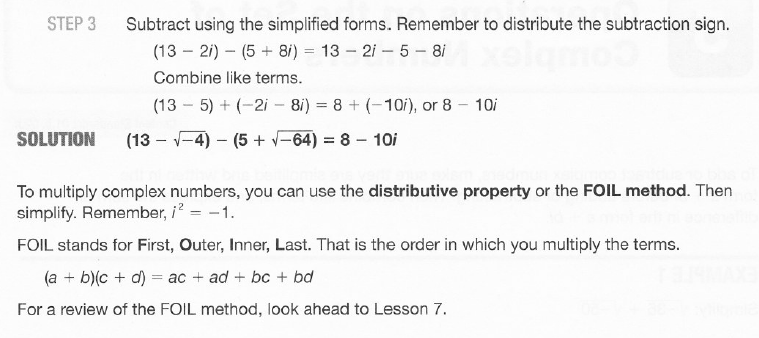 STEP 3 Subtract using the simplified forms. Remember to distribute the subtraction sign.
(13 − 2i) − (5 + 8i) = 13 − 2i − 5 − 8i
Combine like terms.
(13 − 5) + (−2i − 8i) = 8 + (−10i), or 8 − 10i
SOLUTION (13 − √−4) − (5 + √−64) = 8 − 10i
To multiply complex numbers, you can use the distributive property or the FOIL method. Then
simplify. Remember, i² = −1.
FOIL stands for First, Outer, Inner, Last. That is the order in which you multiply the terms.
(a + b)(c + d) = ac + ad + bc + bd
For a review of the FOIL method, look ahead to Lesson 7.